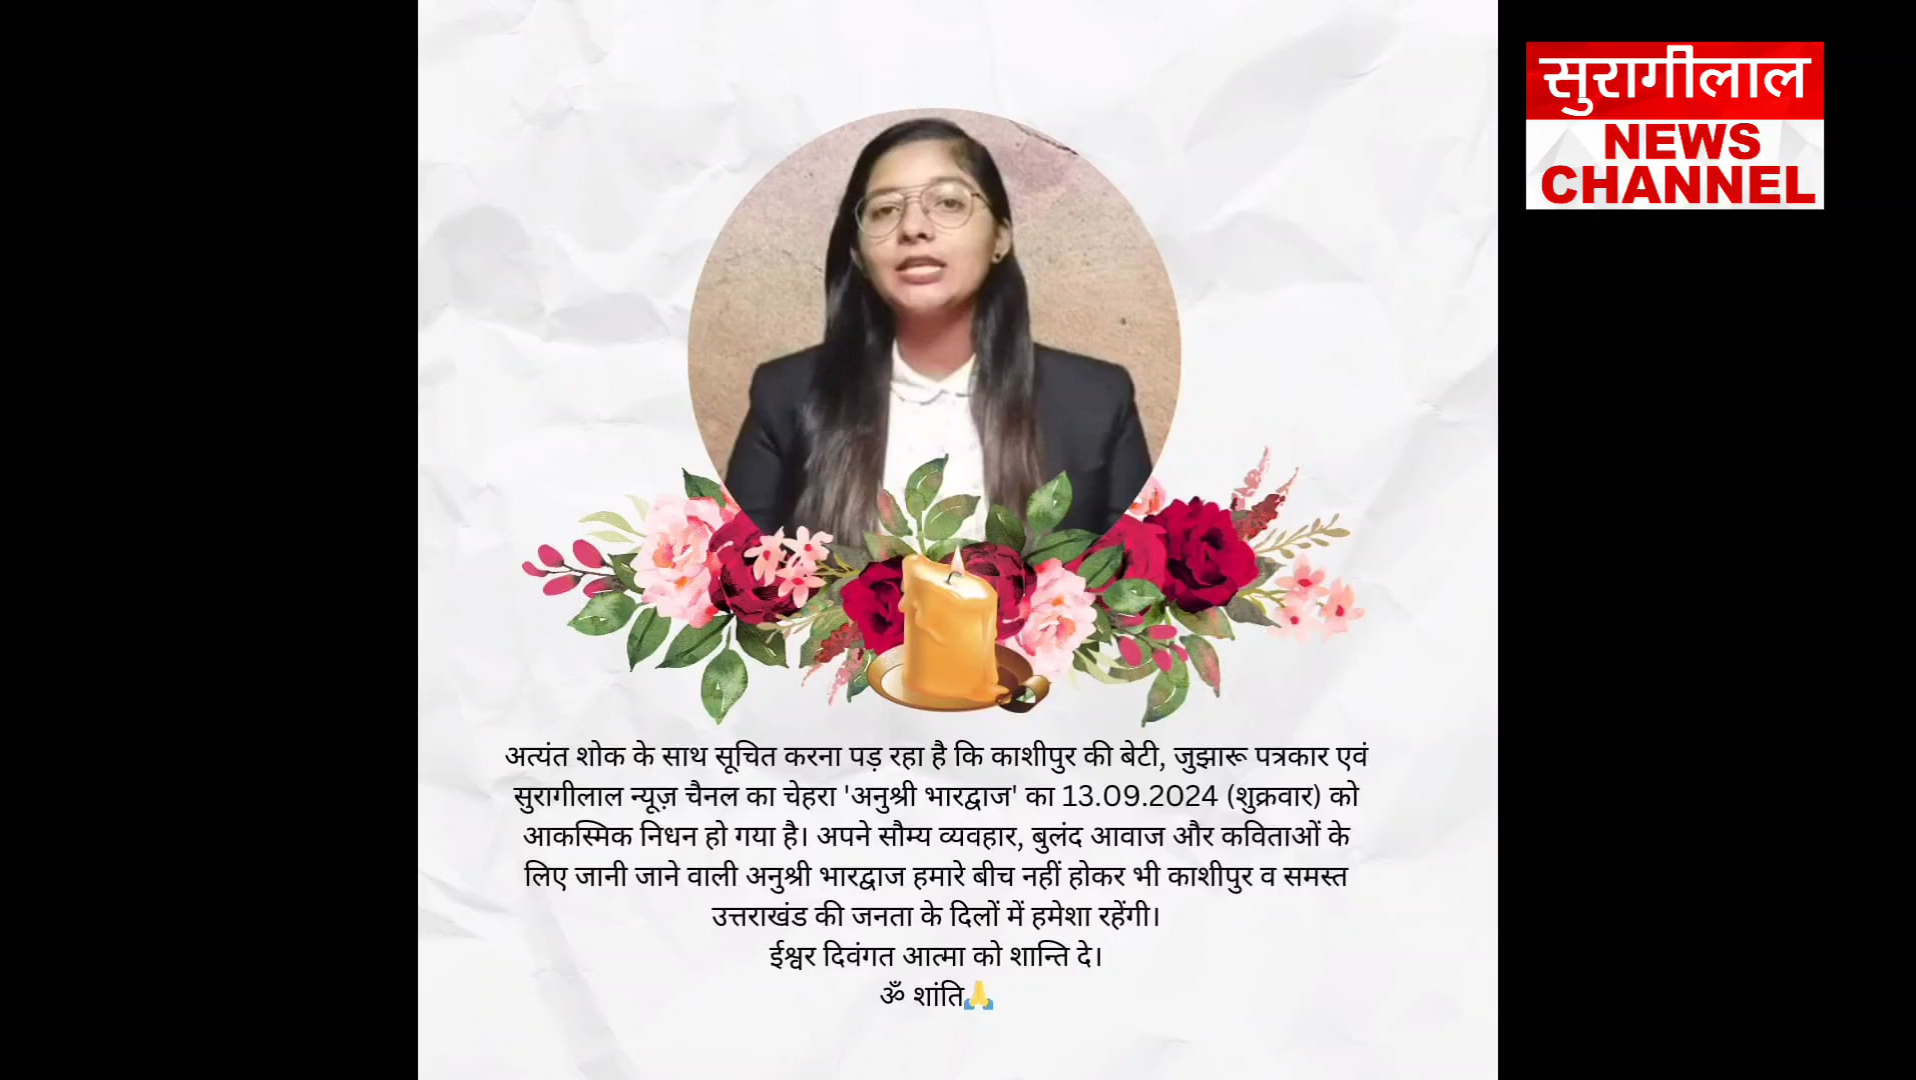 सुरागीलाल
NEWS
CHANNEL
अत्यंत शोक के साथ सूचित करना पड़ रहा है कि काशीपुर की बेटी, जुझारू पत्रकार एवं
सुरागीलाल न्यूज़ चैनल का चेहरा 'अनुश्री भारद्वाज' का 13.09.2024 (शुक्रवार) को
आकस्मिक निधन हो गया है। अपने सौम्य व्यवहार, बुलंद आवाज और कविताओं के
लिए जानी जाने वाली अनुश्री भारद्वाज हमारे बीच नहीं होकर भी काशीपुर व समस्त
उत्तराखंड की जनता के दिलों में हमेशा रहेंगी।
ईश्वर दिवंगत आत्मा को शान्ति दे।
ॐ शांति🙏